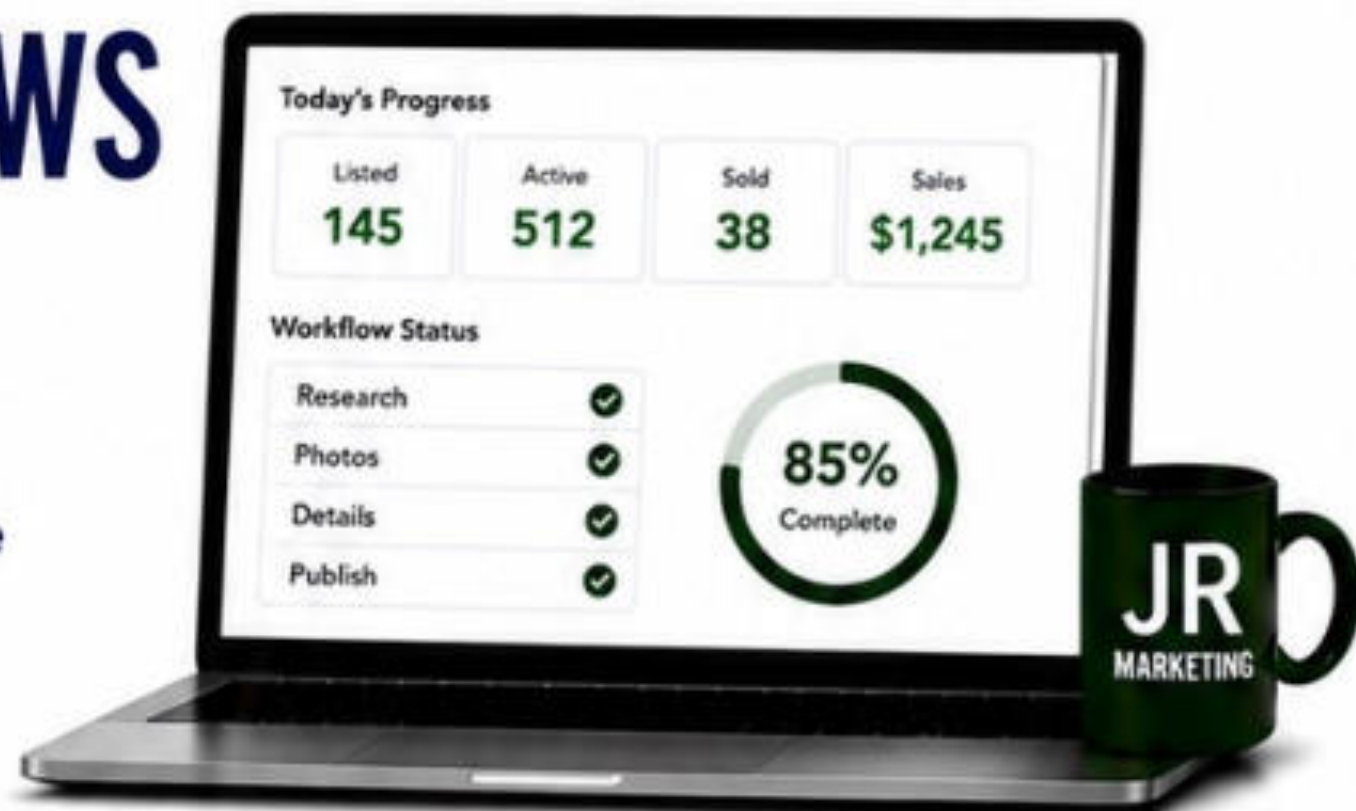 WS
Today's Progress
Listed Active Sold Sales
145 512 38 $1,245
Workflow Status
Research
Photos
Details
Publish
85%
Complete
e
JR
MARKETING